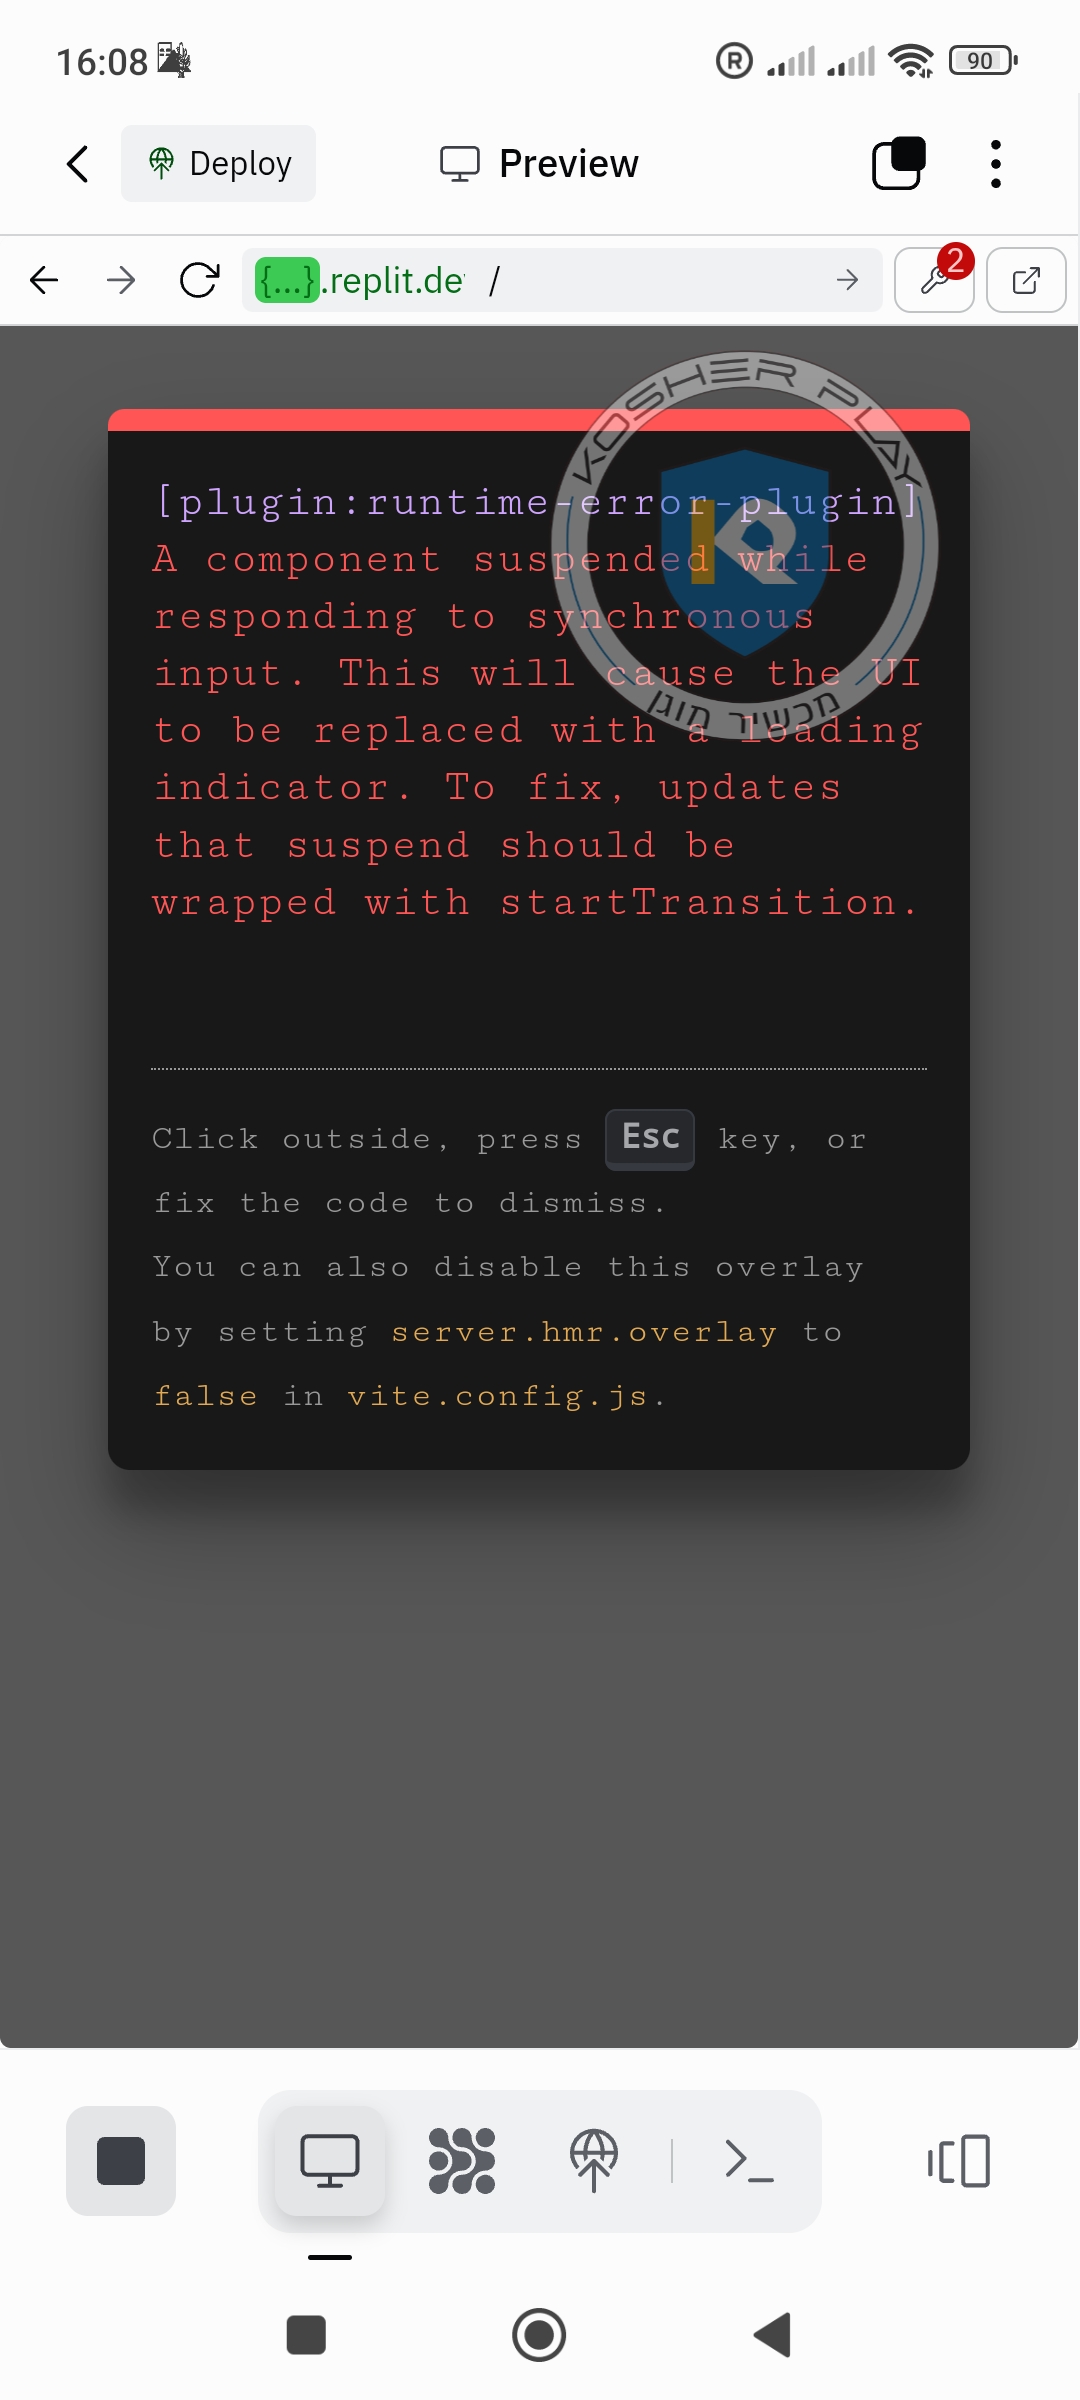 16:08
R
90
Deploy
Preview
{...}.replit.de
/
2
KOSHER PLAY
[plugin:runtime-error-plugin]
A component suspended while
responding to synchronous
input. This will cause the UI
to be replaced with a loading
indicator. To fix, updates
that suspend should be
wrapped with startTransition.
מכשיר מוגן
Click outside, press Esc key, or
fix the code to dismiss.
You can also disable this overlay
by setting server.hmr.overlay to
false in vite.config.js.